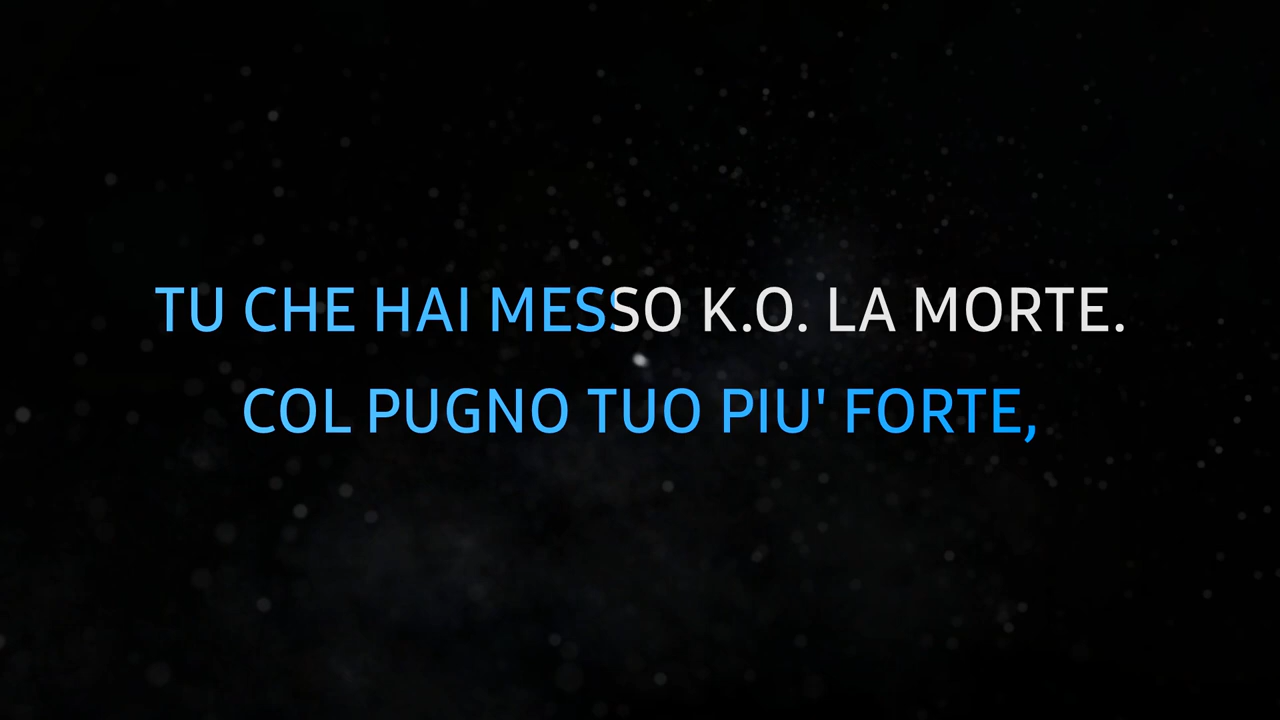 TU CHE HAI MESSO K.O. LA MORTE.
COL PUGNO TUO PIU' FORTE,